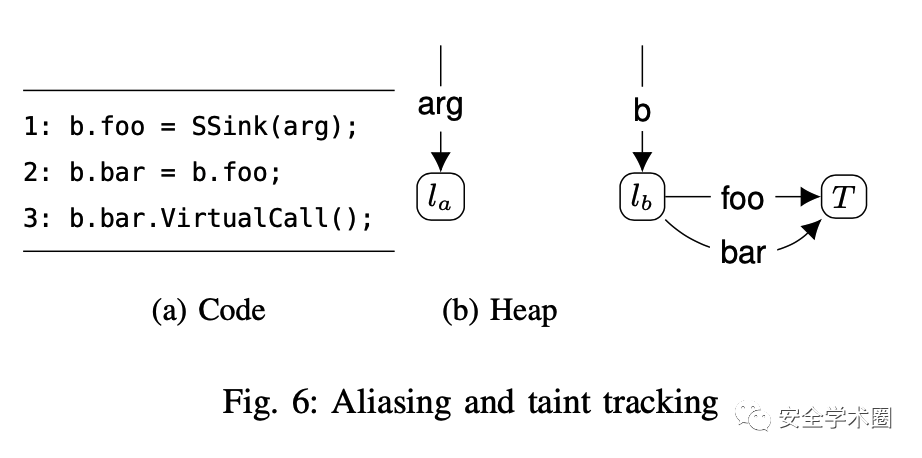 1: b.foo = SSink(arg);
2: b.bar = b.foo;
3: b.bar.VirtualCall();
(a) Code
arg
l_a
b
l_b
foo
bar
T
(b) Heap
Fig. 6: Aliasing and taint tracking
安全学术圈